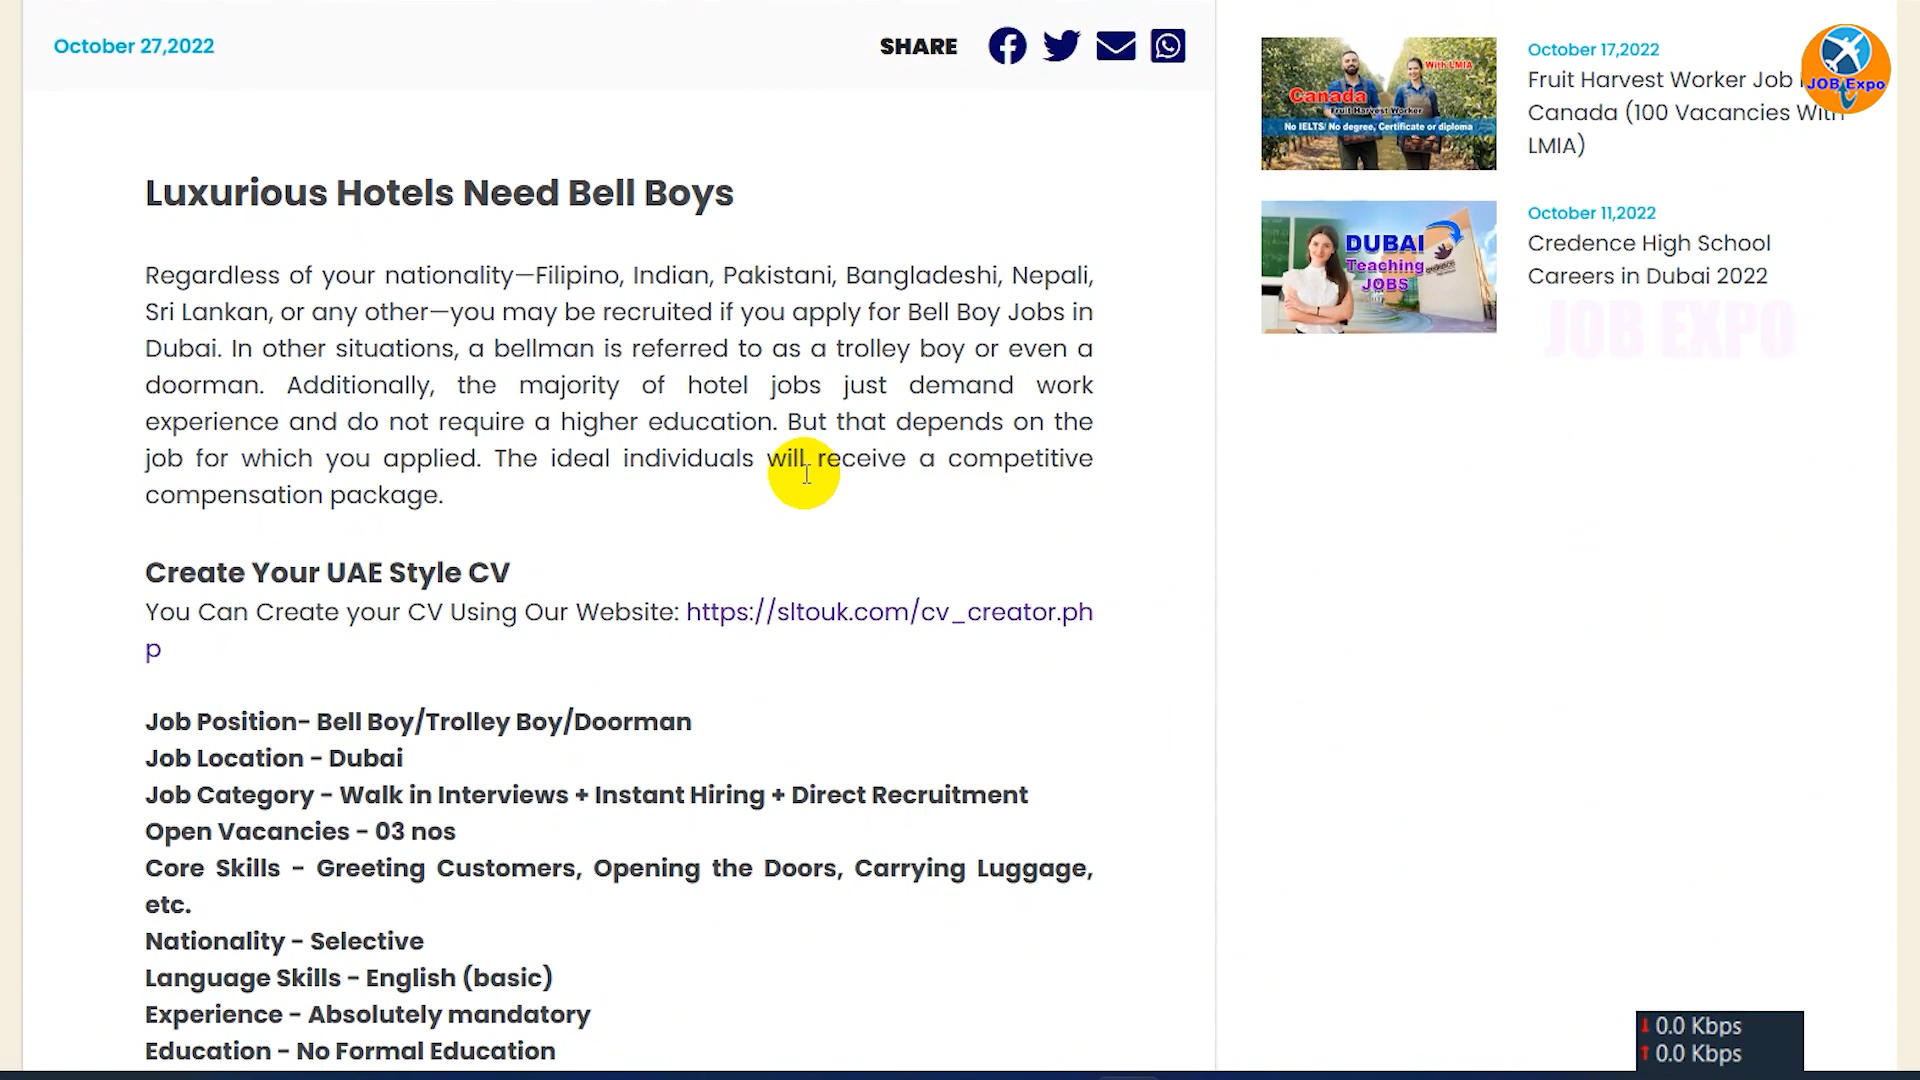 October 27,2022
SHARE
Luxurious Hotels Need Bell Boys
Regardless of your nationality—Filipino, Indian, Pakistani, Bangladeshi, Nepali,
Sri Lankan, or any other—you may be recruited if you apply for Bell Boy Jobs in
Dubai. In other situations, a bellman is referred to as a trolley boy or even a
doorman. Additionally, the majority of hotel jobs just demand work
experience and do not require a higher education. But that depends on the
job for which you applied. The ideal individuals will receive a competitive
compensation package.
Create Your UAE Style CV
You Can Create your CV Using Our Website: https://sltouk.com/cv_creator.ph
p
Job Position- Bell Boy/Trolley Boy/Doorman
Job Location - Dubai
Job Category - Walk in Interviews + Instant Hiring + Direct Recruitment
Open Vacancies - 03 nos
Core Skills - Greeting Customers, Opening the Doors, Carrying Luggage,
etc.
Nationality - Selective
Language Skills - English (basic)
Experience - Absolutely mandatory
Education - No Formal Education
With LMIA
Canada
Fruit Harvest Worker
No IELTS/ No degree, Certificate or diploma
October 17,2022
Fruit Harvest Worker Job
Canada (100 Vacancies With
LMIA)
JOB Expo
DUBAI
Teaching
JOBS
October 11,2022
Credence High School
Careers in Dubai 2022
JOB EXPO
0.0 Kbps
0.0 Kbps